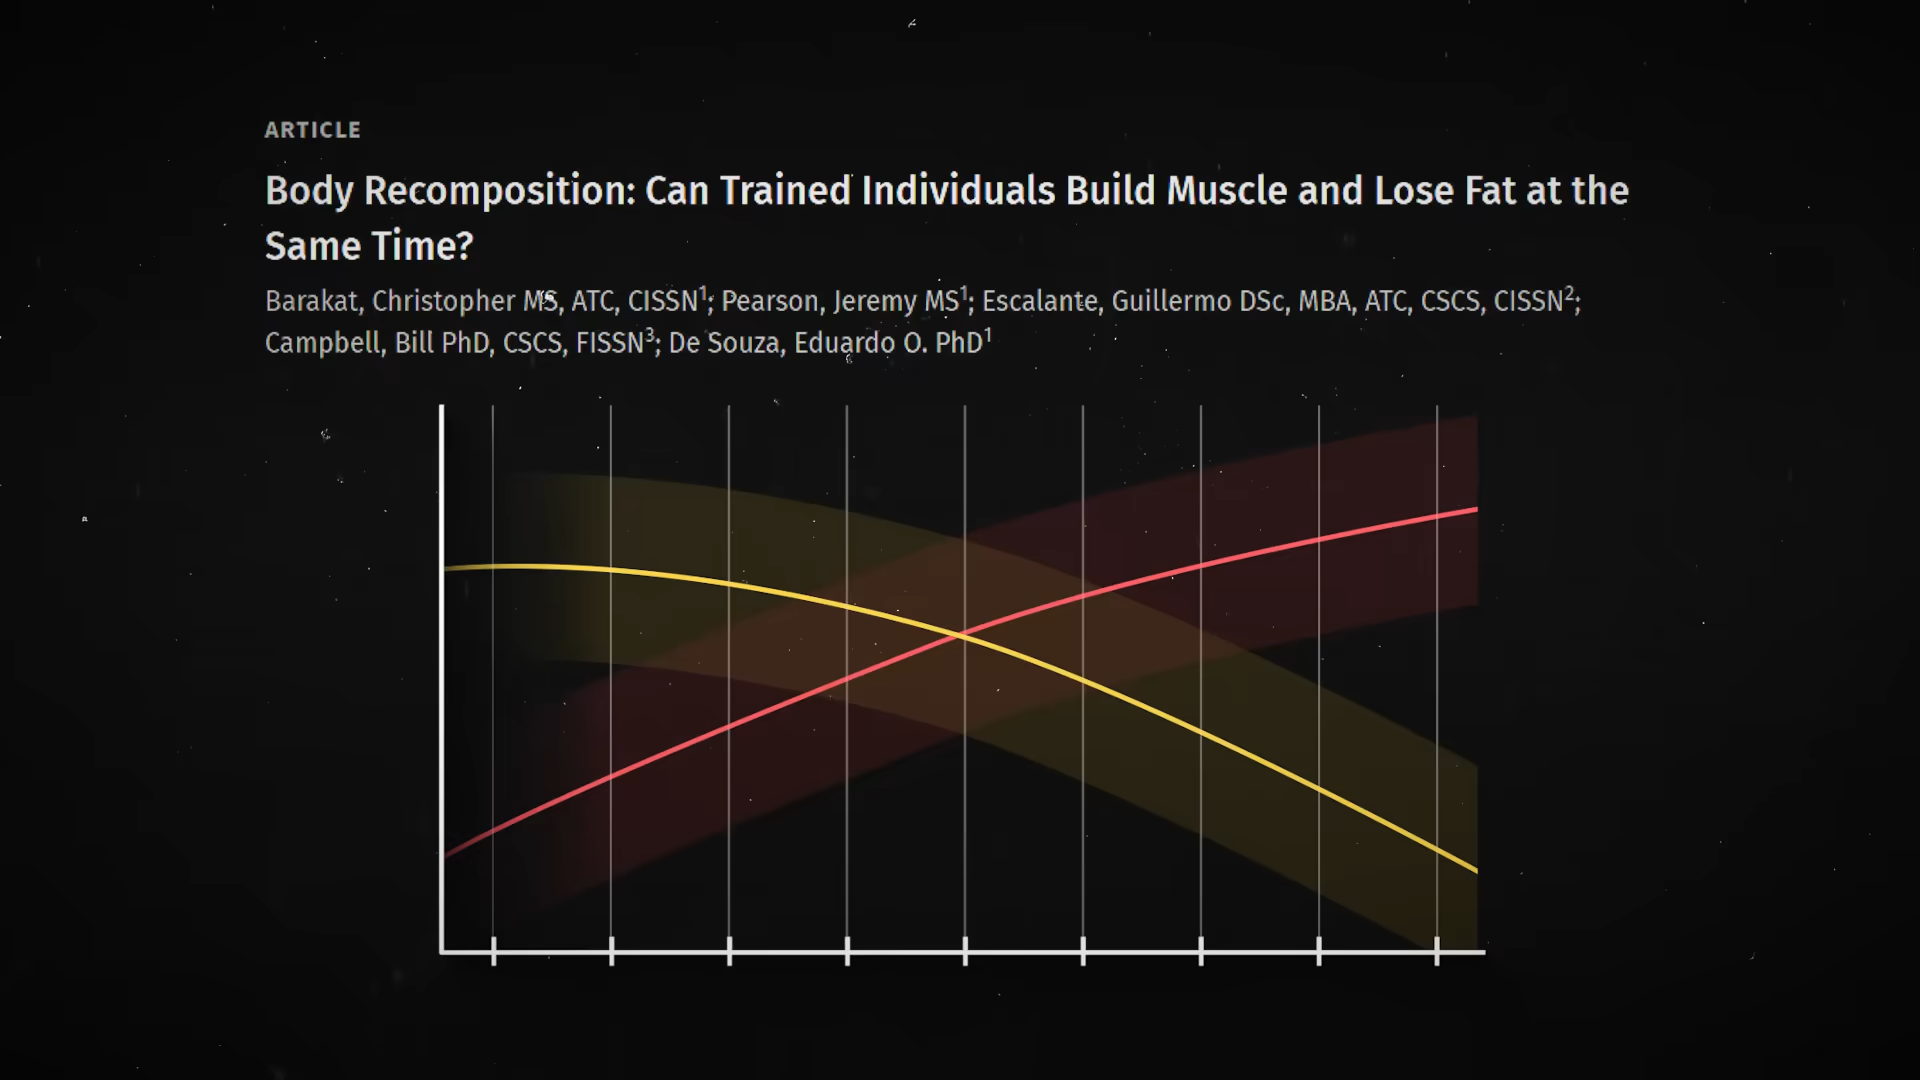 ARTICLE
Body Recomposition: Can Trained Individuals Build Muscle and Lose Fat at the
Same Time?
Barakat, Christopher MS, ATC, CISSN¹; Pearson, Jeremy MS¹; Escalante, Guillermo DSc, MBA, ATC, CSCS, CISSN²;
Campbell, Bill PhD, CSCS, FISSN³; De Souza, Eduardo O. PhD¹